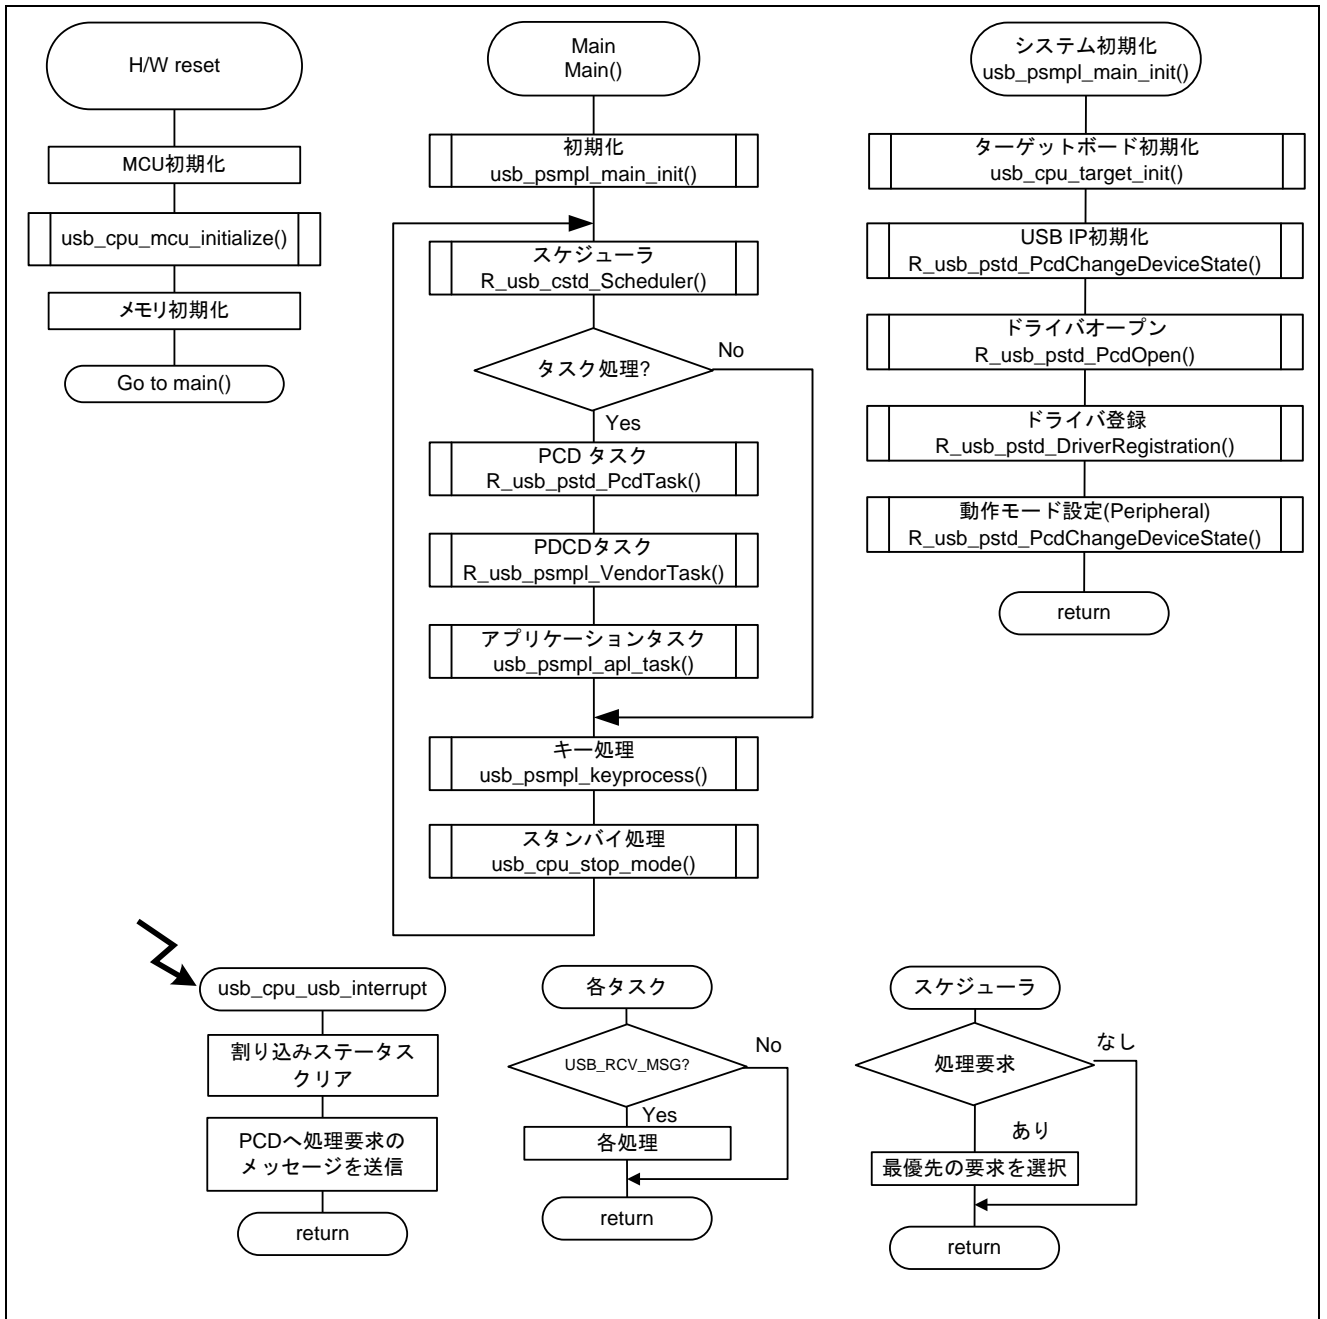 H/W reset
MCU初期化
usb_cpu_mcu_initialize()
メモリ初期化
Go to main()
Main
Main()
初期化
usb_psmpl_main_init()
スケジューラ
R_usb_cstd_Scheduler()
タスク処理?
No
Yes
PCD タスク
R_usb_pstd_PcdTask()
PDCDタスク
R_usb_psmpl_VendorTask()
アプリケーションタスク
usb_psmpl_apl_task()
キー処理
usb_psmpl_keyprocess()
スタンバイ処理
usb_cpu_stop_mode()
システム初期化
usb_psmpl_main_init()
ターゲットボード初期化
usb_cpu_target_init()
USB IP初期化
R_usb_pstd_PcdChangeDeviceState()
ドライバオープン
R_usb_pstd_PcdOpen()
ドライバ登録
R_usb_pstd_DriverRegistration()
動作モード設定(Peripheral)
R_usb_pstd_PcdChangeDeviceState()
return
usb_cpu_usb_interrupt
割り込みステータス
クリア
PCDへ処理要求の
メッセージを送信
return
各タスク
USB_RCV_MSG?
No
Yes
各処理
return
スケジューラ
処理要求
なし
あり
最優先の要求を選択
return